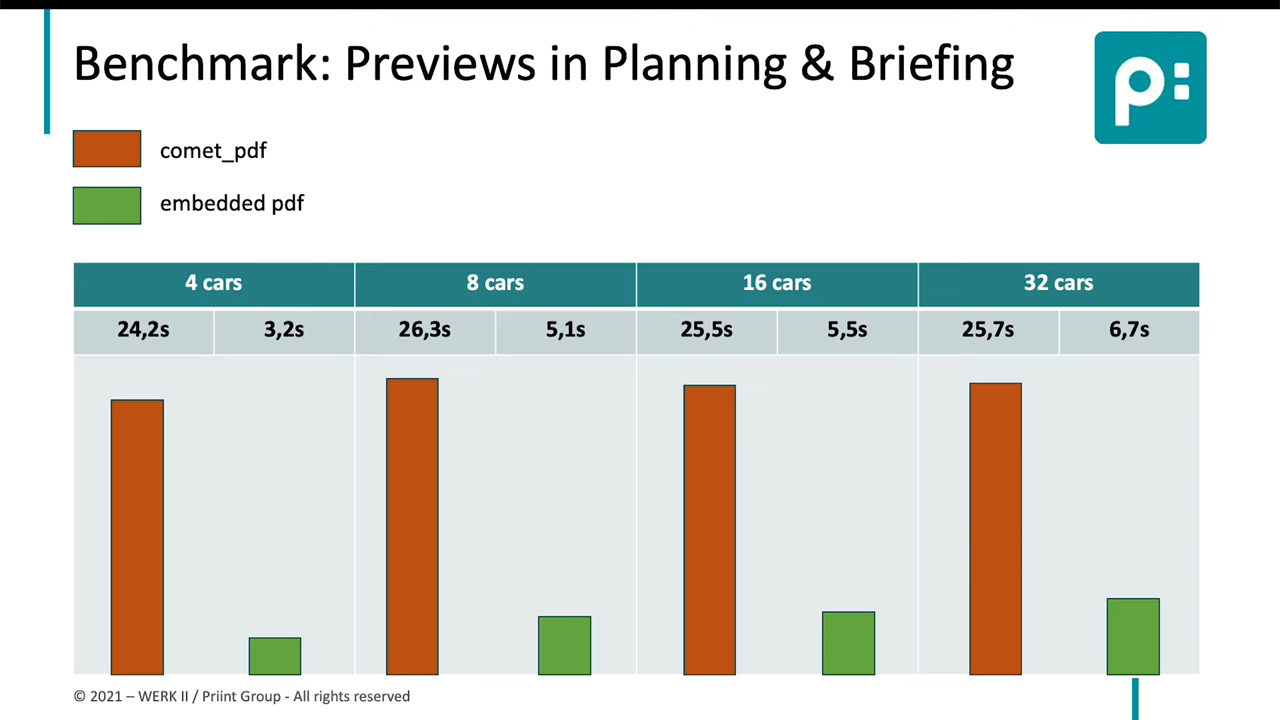 Benchmark: Previews in Planning & Briefing
p:
comet_pdf
embedded pdf
4 cars 8 cars 16 cars 32 cars
24,2s 3,2s 26,3s 5,1s 25,5s 5,5s 25,7s 6,7s
© 2021 – WERK II / Priint Group - All rights reserved